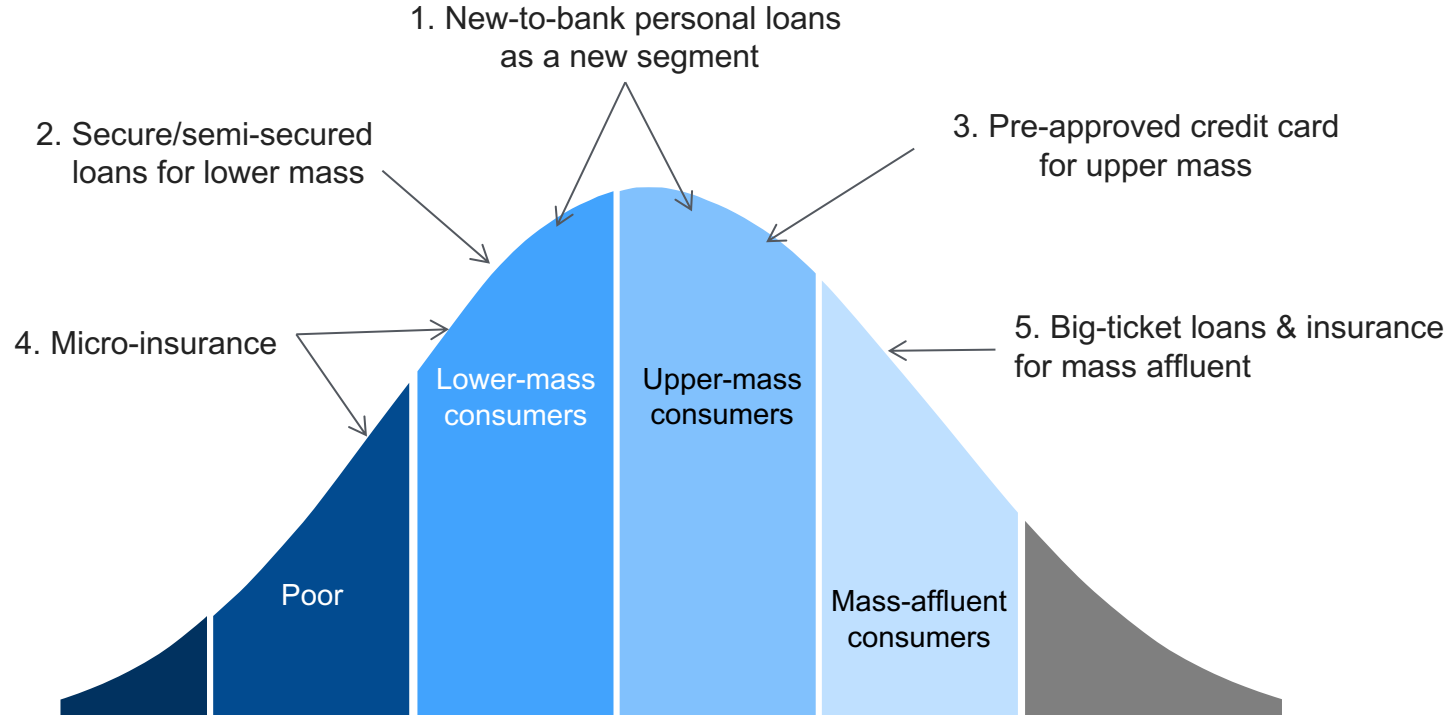 1. New-to-bank personal loans
as a new segment
2. Secure/semi-secured
loans for lower mass
3. Pre-approved credit card
for upper mass
4. Micro-insurance
5. Big-ticket loans & insurance
for mass affluent
Lower-mass
consumers
Upper-mass
consumers
Poor
Mass-affluent
consumers